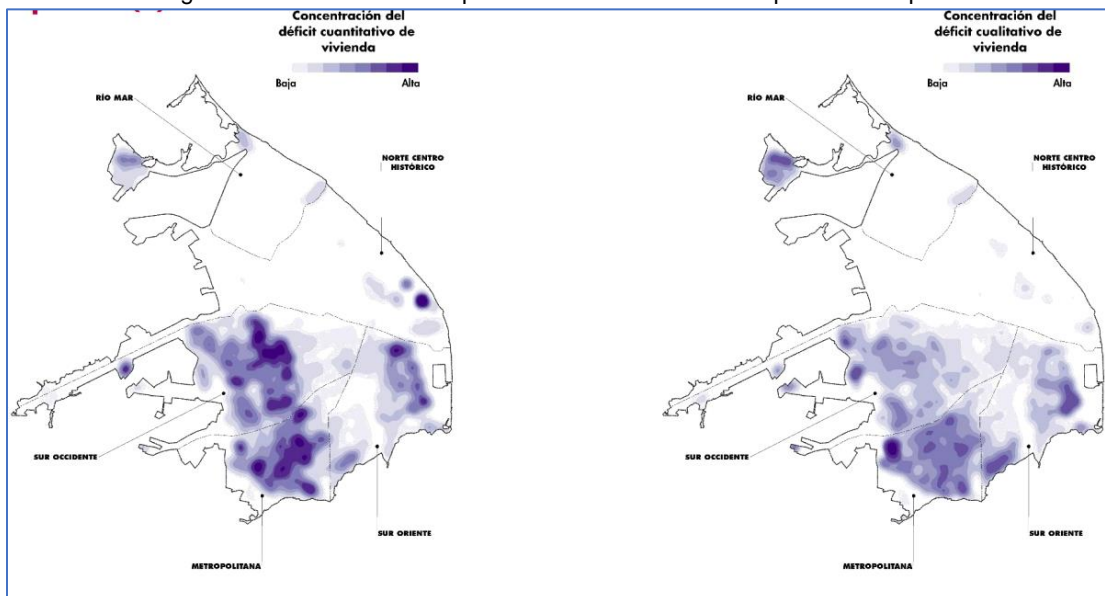 Concentración del
déficit cuantitativo de
vivienda
Baja Alta
RÍO MAR
NORTE CENTRO
HISTÓRICO
SUR OCCIDENTE
SUR ORIENTE
METROPOLITANA
Concentración del
déficit cualitativo de
vivienda
Baja Alta
RÍO MAR
NORTE CENTRO
HISTÓRICO
SUR OCCIDENTE
SUR ORIENTE
METROPOLITANA